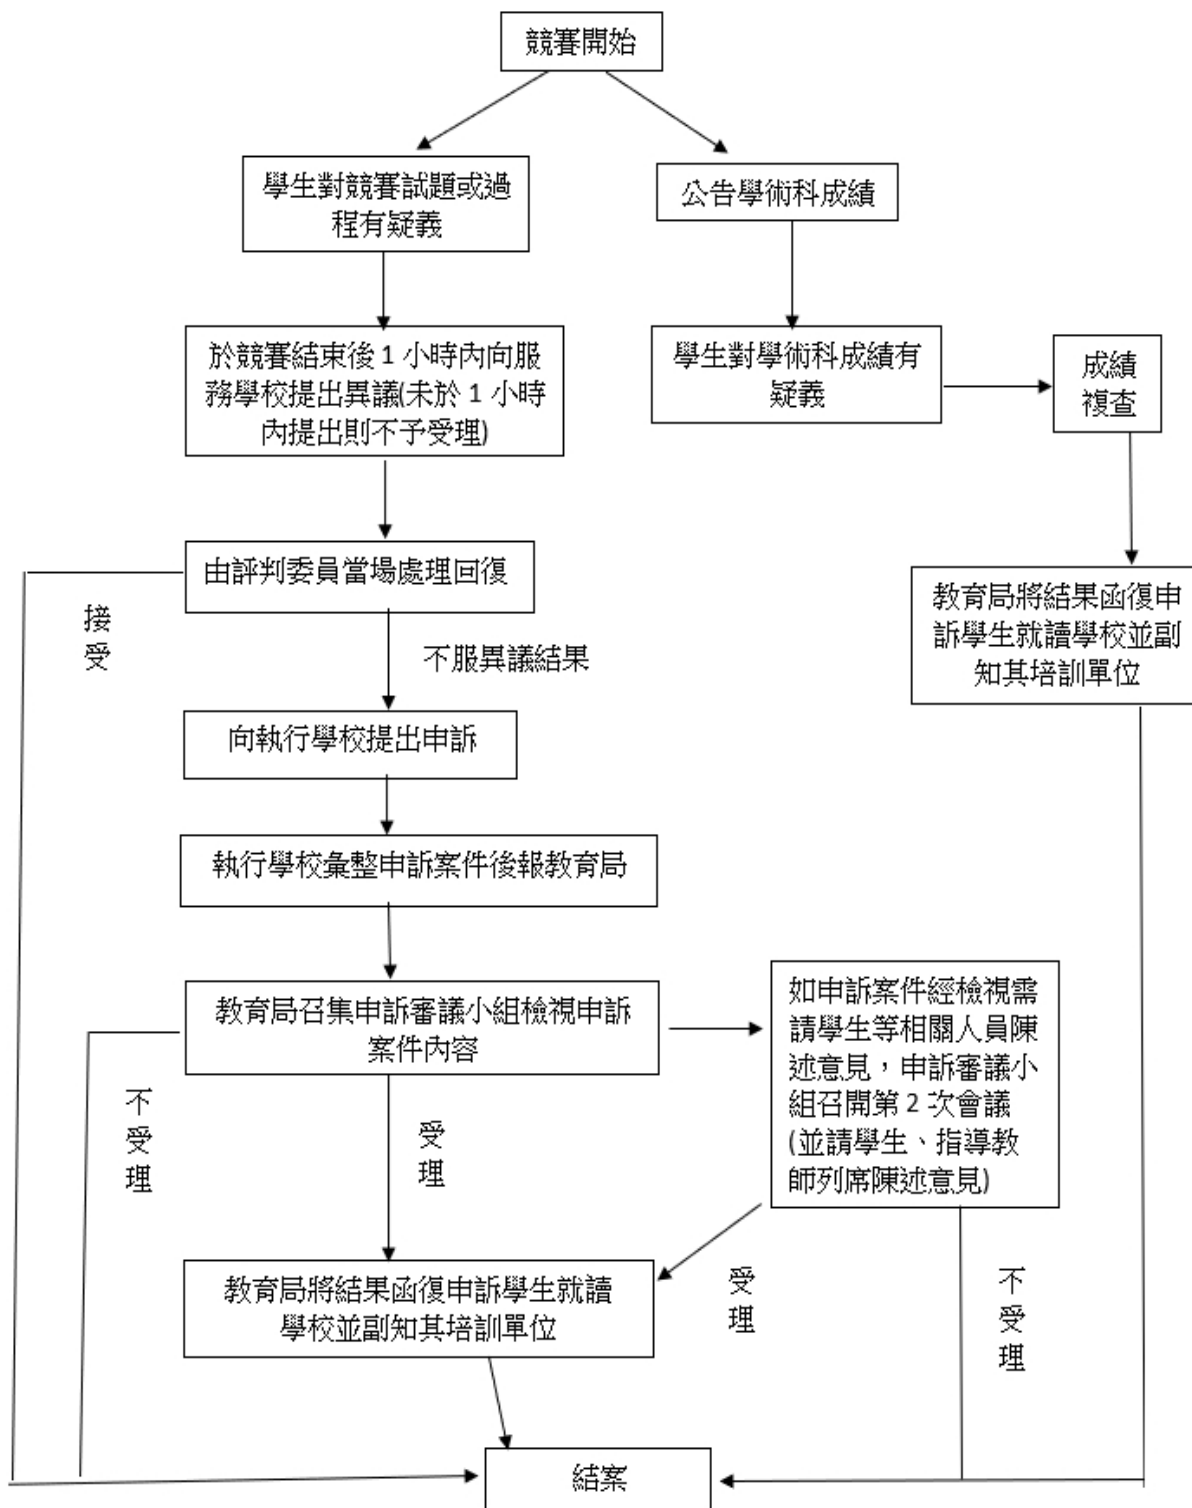 競賽開始
學生對競賽試題或過
程有疑義
公告學術科成績
於競賽結束後 1 小時內向服
務學校提出異議(未於 1 小時
內提出則不予受理)
學生對學術科成績有
疑義
成績
複查
由評判委員當場處理回復
接
受
不服異議結果
教育局將結果函復申
訴學生就讀學校並副
知其培訓單位
向執行學校提出申訴
執行學校彙整申訴案件後報教育局
教育局召集申訴審議小組檢視申訴
案件內容
如申訴案件經檢視需
請學生等相關人員陳
述意見，申訴審議小
組召開第 2 次會議
(並請學生、指導教
師列席陳述意見)
不
受
理
受
理
教育局將結果函復申訴學生就讀
學校並副知其培訓單位
受
理
不
受
理
結案